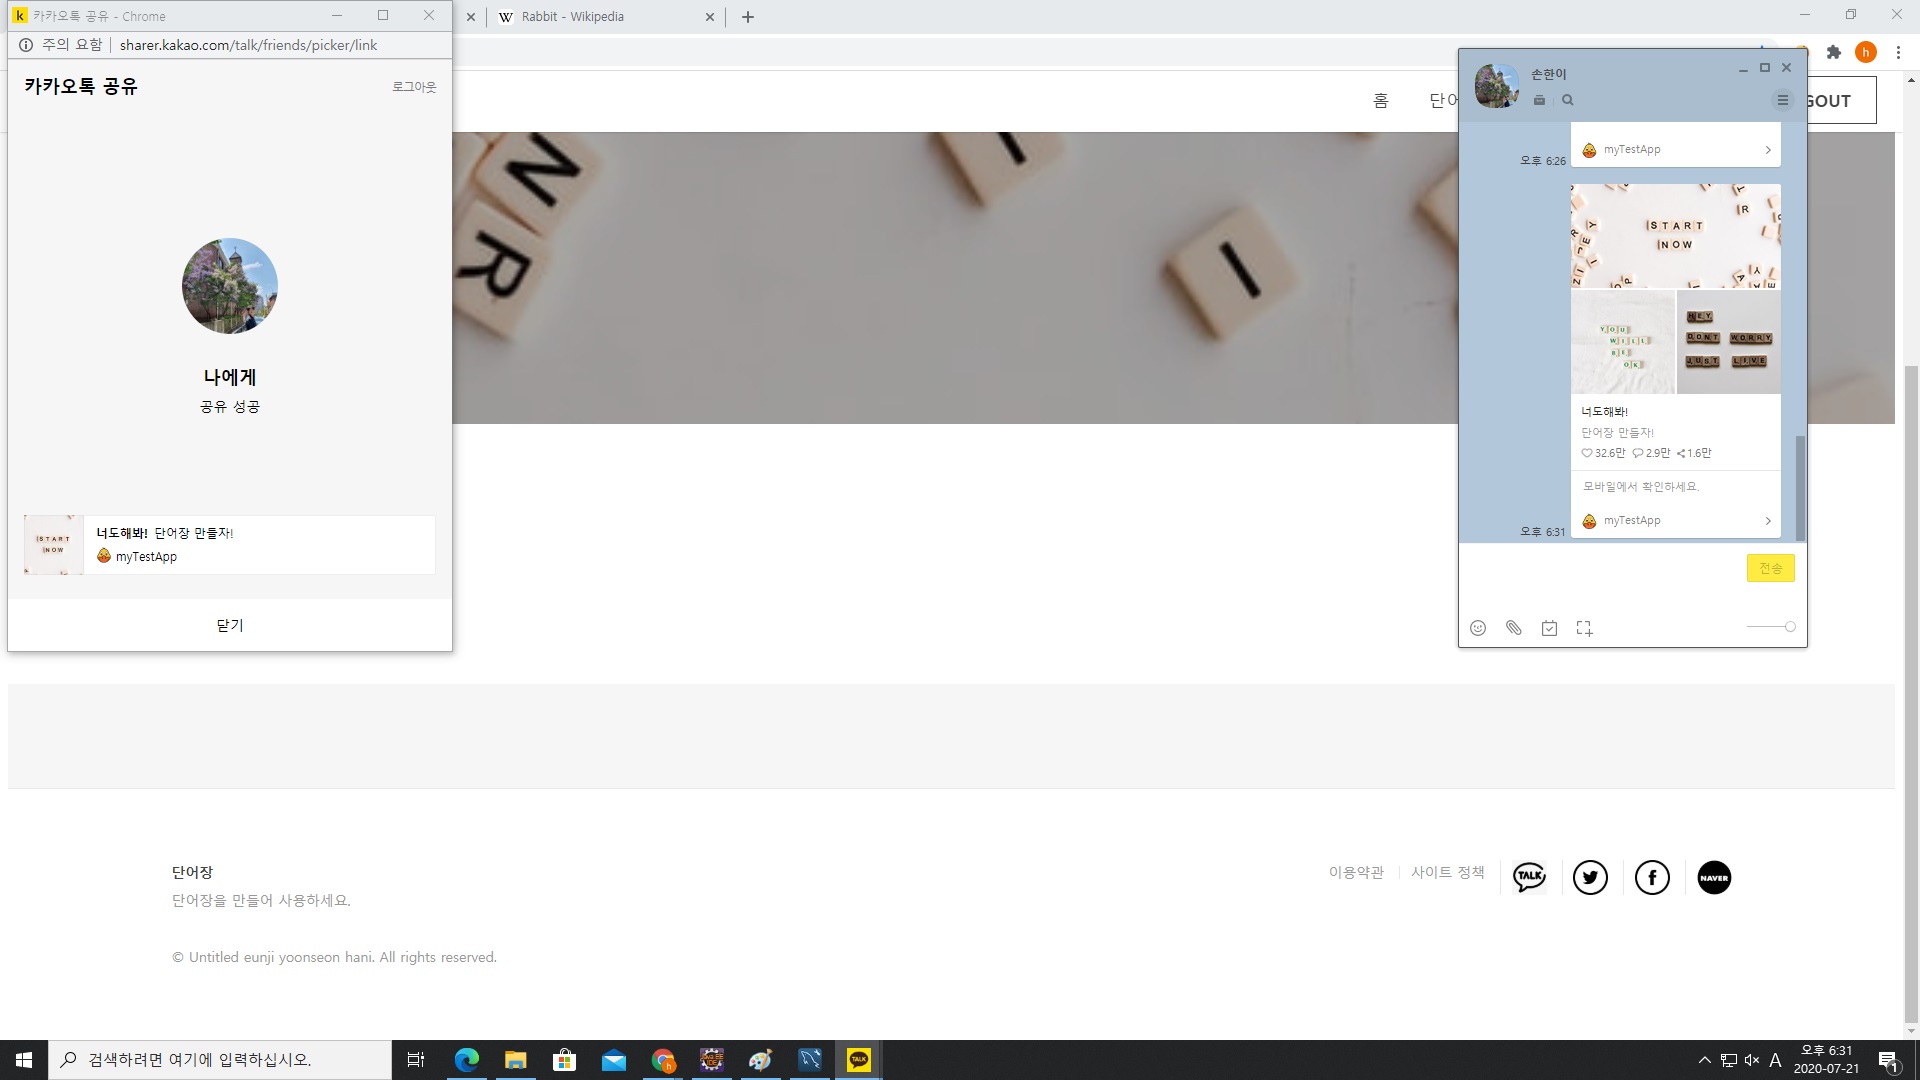 카카오톡 공유 - Chrome
Rabbit - Wikipedia
주의 요함 | sharer.kakao.com/talk/friends/picker/link
카카오톡 공유
로그아웃
나에게
공유 성공
START
NOW
너도해봐! 단어장 만들자!
myTestApp
닫기
홈
단어
GOUT
N
R
I
손한이
myTestApp
오후 6:26
START
NOW
YOU
WILL
BE
OK
HEY
DONT WORRY
JUST LIVE
너도해봐!
단어장 만들자!
32.6만 2.9만 1.6만
모바일에서 확인하세요.
myTestApp
오후 6:31
전송
단어장
단어장을 만들어 사용하세요.
이용약관
사이트 정책
TALK
NAVER
© Untitled eunji yoonseon hani. All rights reserved.
검색하려면 여기에 입력하십시오.
Java EE
IDE
TALK
A
오후 6:31
2020-07-21
1